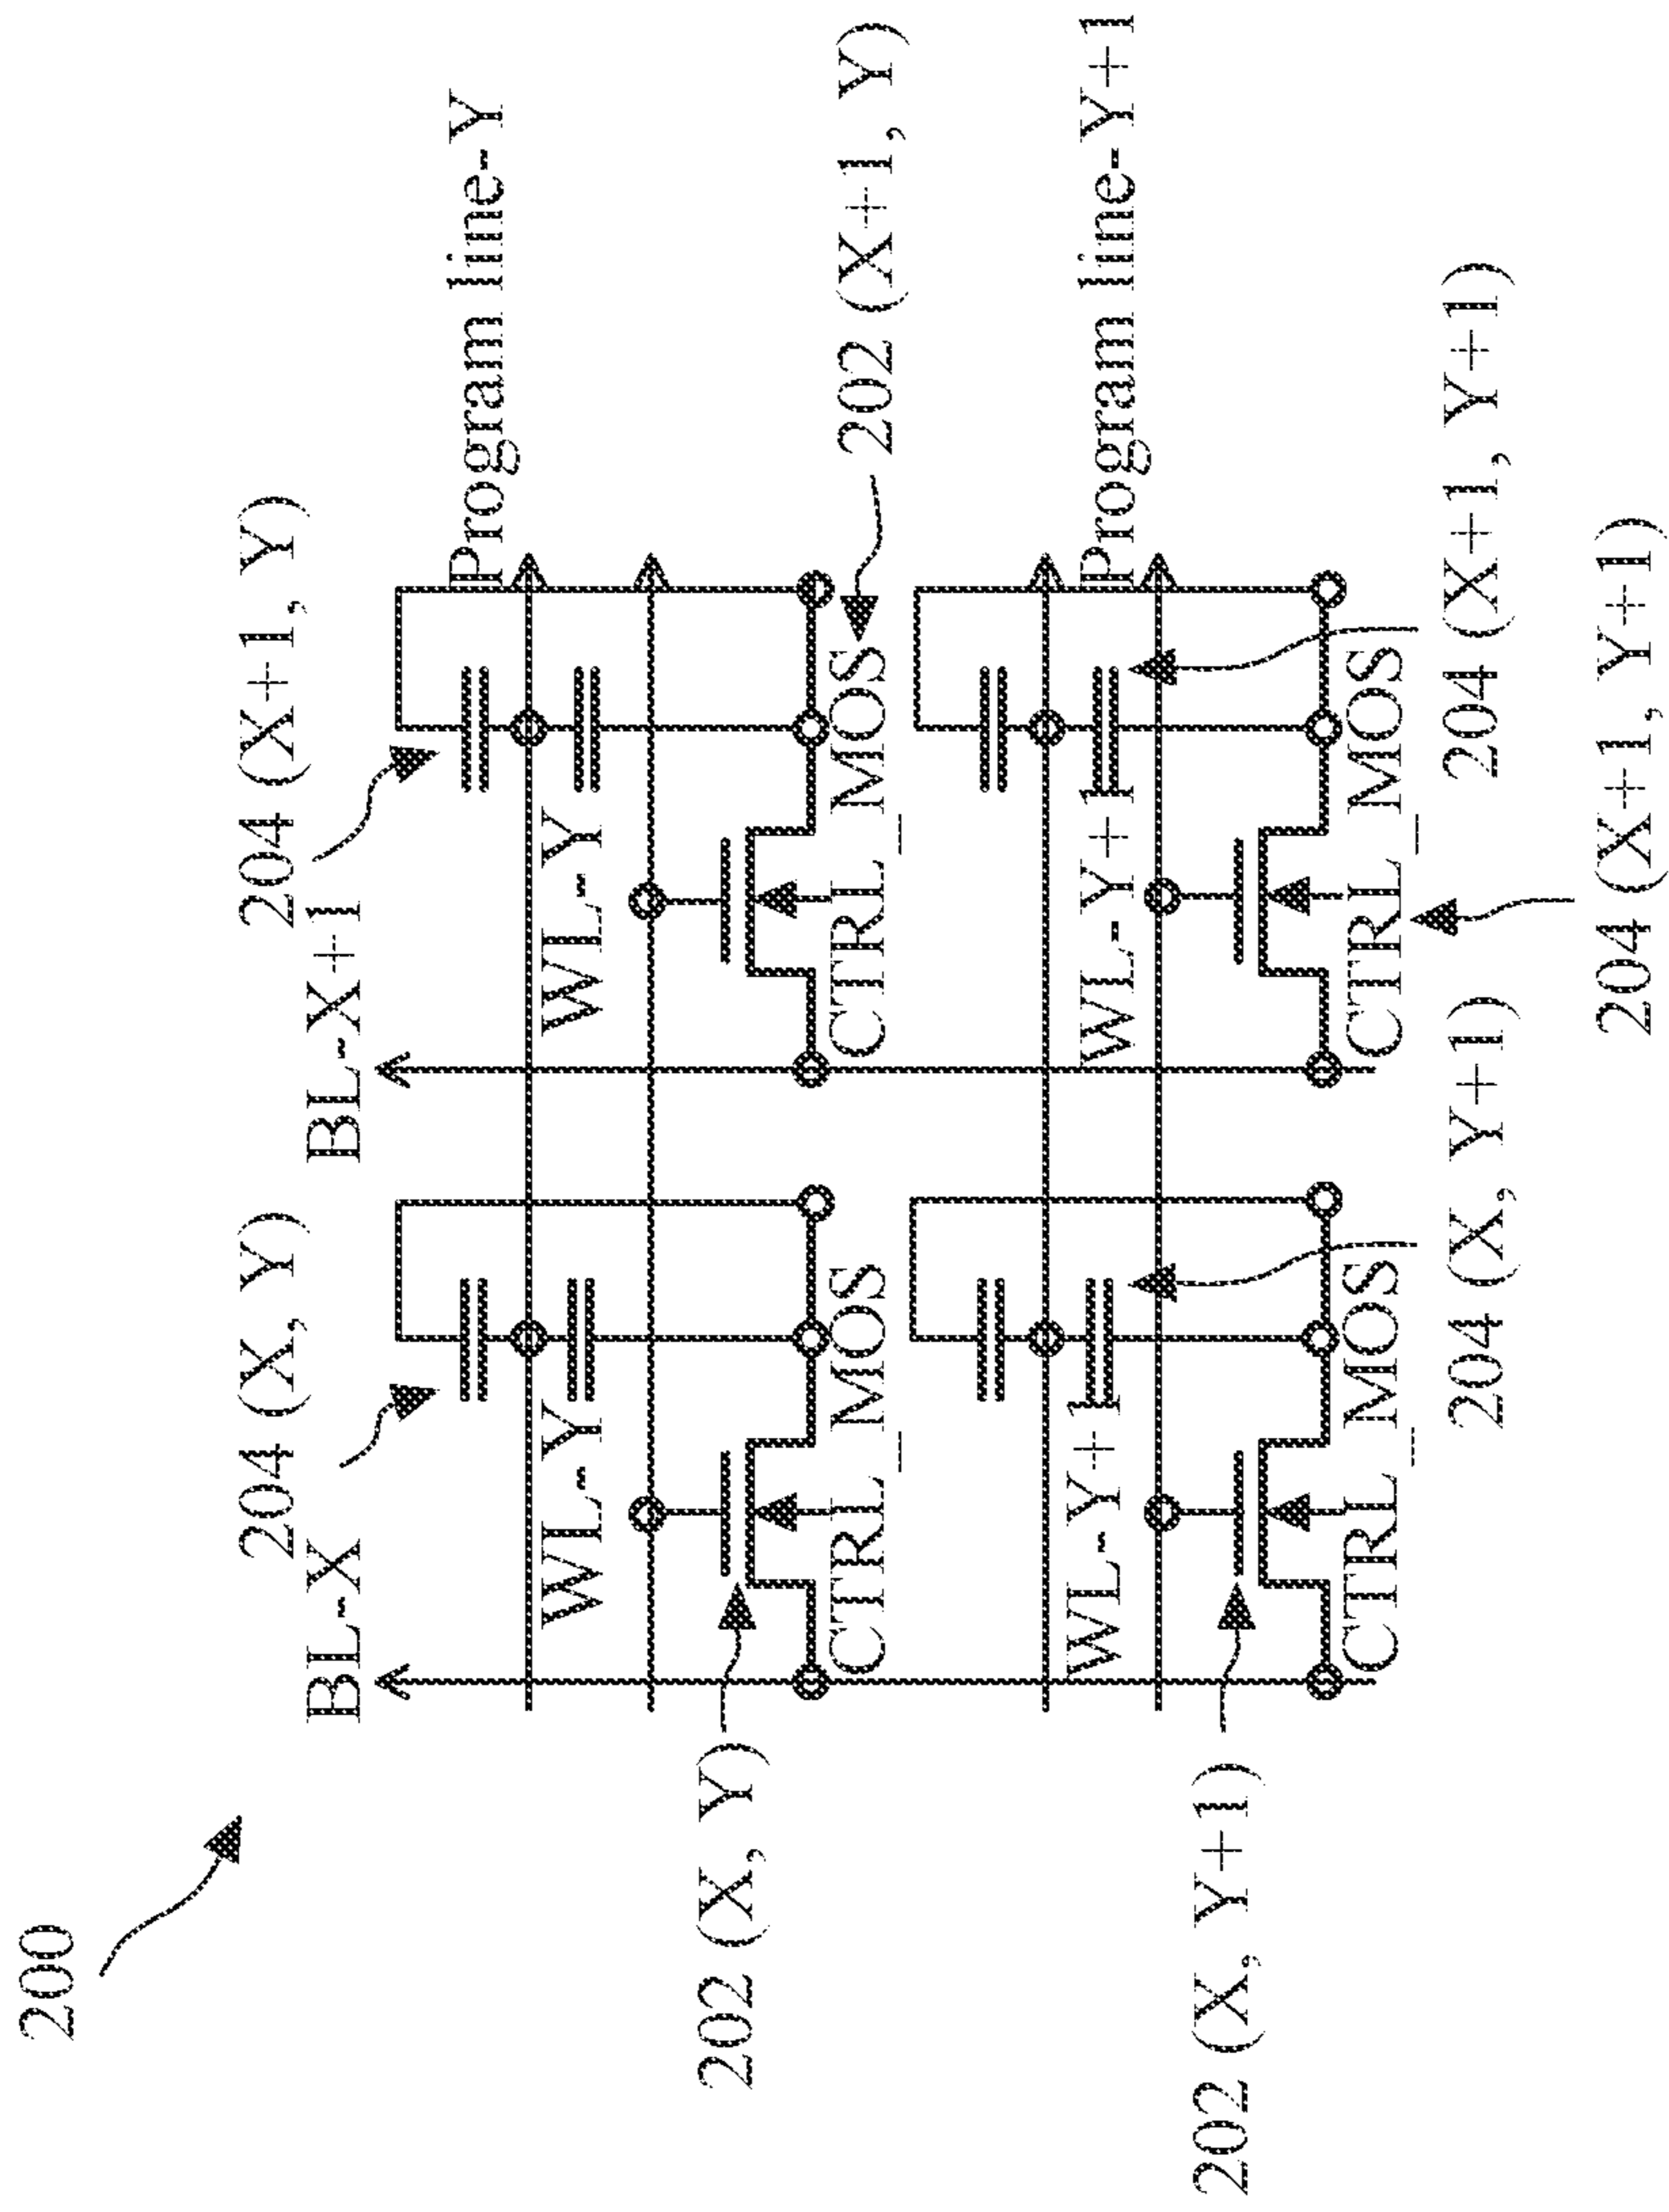 200
204 (X, Y)
204 (X+1, Y)
BL-X
BL-X+1
Program line-Y
WL-Y
WL-Y
202 (X, Y)
CTRL_MOS
CTRL_MOS
202 (X+1, Y)
WL-Y+1
WL-Y+1
Program line-Y+1
202 (X, Y+1)
CTRL_MOS
CTRL_MOS
204 (X, Y+1)
204 (X+1, Y+1)
204 (X+1, Y+1)